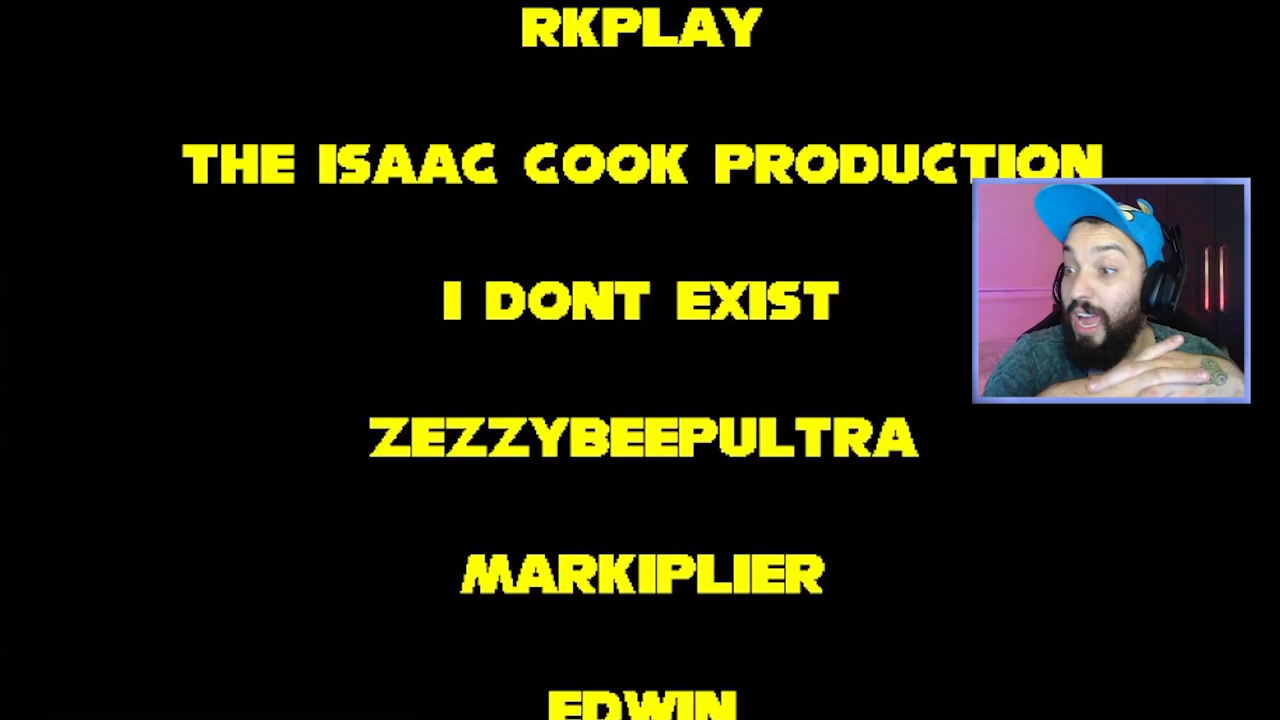 RKPLAY
THE ISAAC COOK PRODUCTION
I DONT EXIST
ZEZZYBEEPULTRA
MARKIPLIER
EDWIN